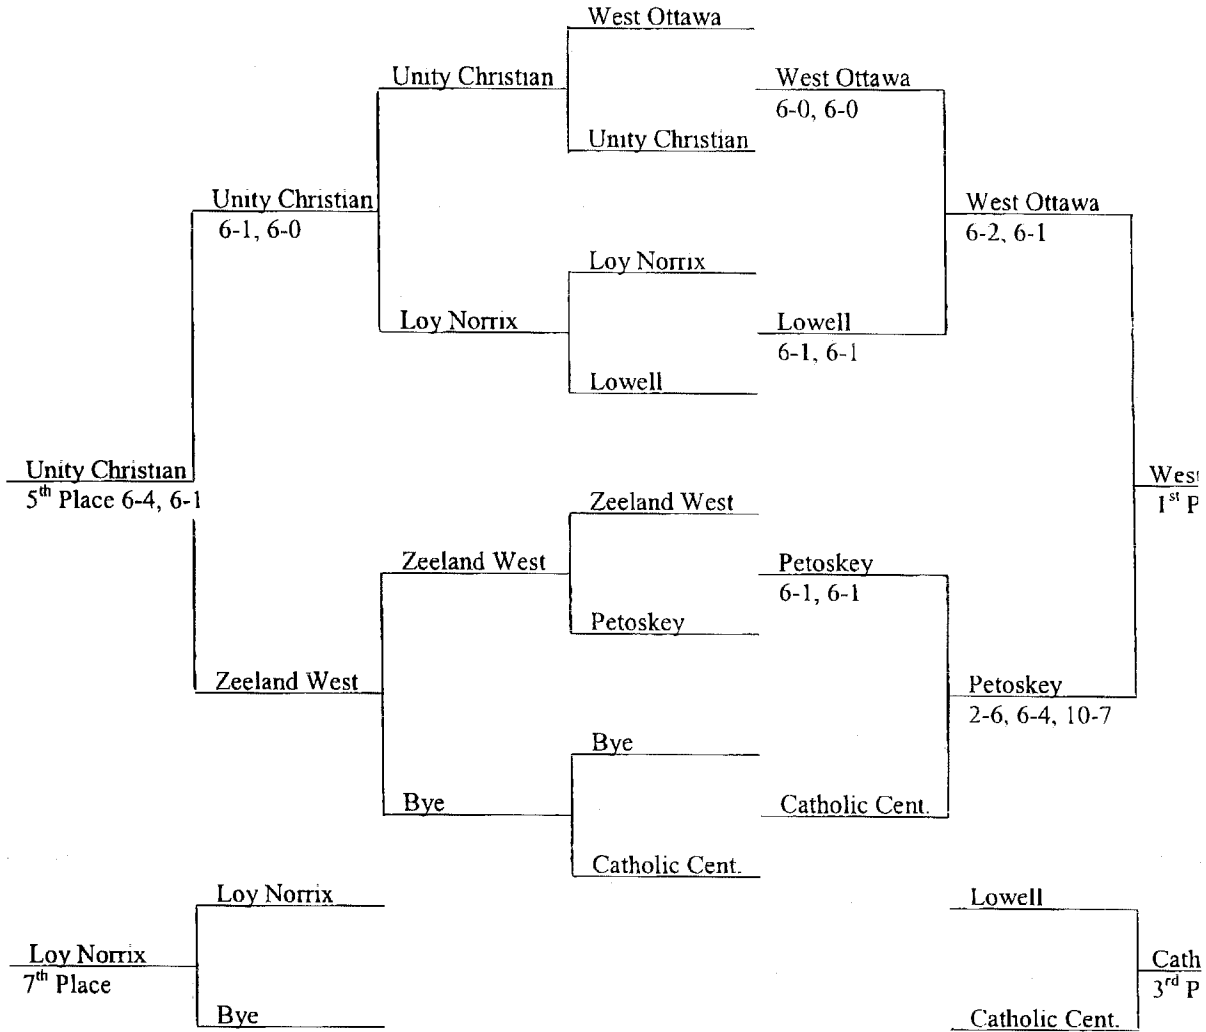 West Ottawa
Unity Christian
West Ottawa
6-0, 6-0
Unity Christian
Unity Christian
6-1, 6-0
West Ottawa
6-2, 6-1
Loy Norrix
Loy Norrix
Lowell
6-1, 6-1
Lowell
Unity Christian
5th Place 6-4, 6-1
West
1st P
Zeeland West
Zeeland West
Petoskey
6-1, 6-1
Petoskey
Zeeland West
Petoskey
2-6, 6-4, 10-7
Bye
Bye
Catholic Cent.
Catholic Cent.
Loy Norrix
Lowell
Loy Norrix
7th Place
Cath
3rd P
Bye
Catholic Cent.